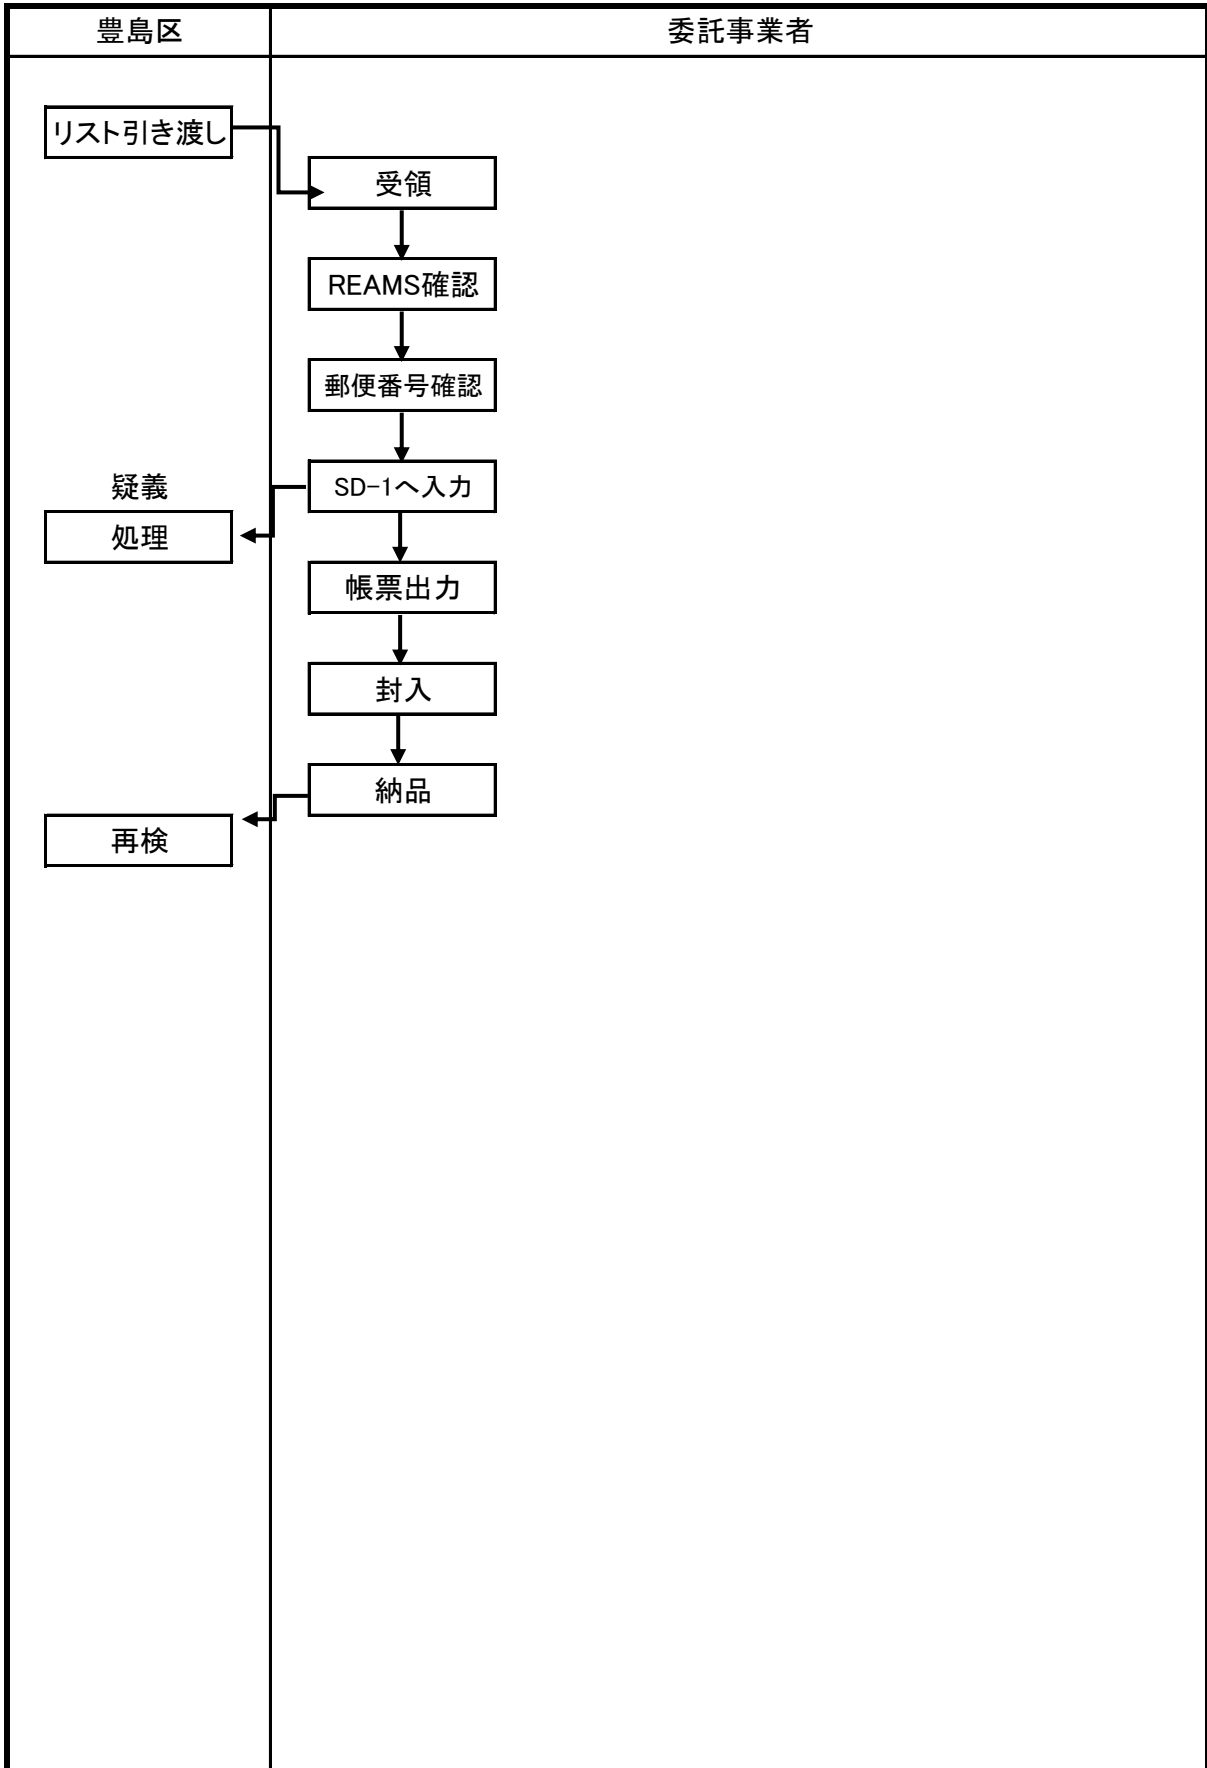 豊島区
委託事業者
リスト引き渡し
受領
REAMS確認
郵便番号確認
疑義
SD-1へ入力
処理
帳票出力
封入
納品
再検